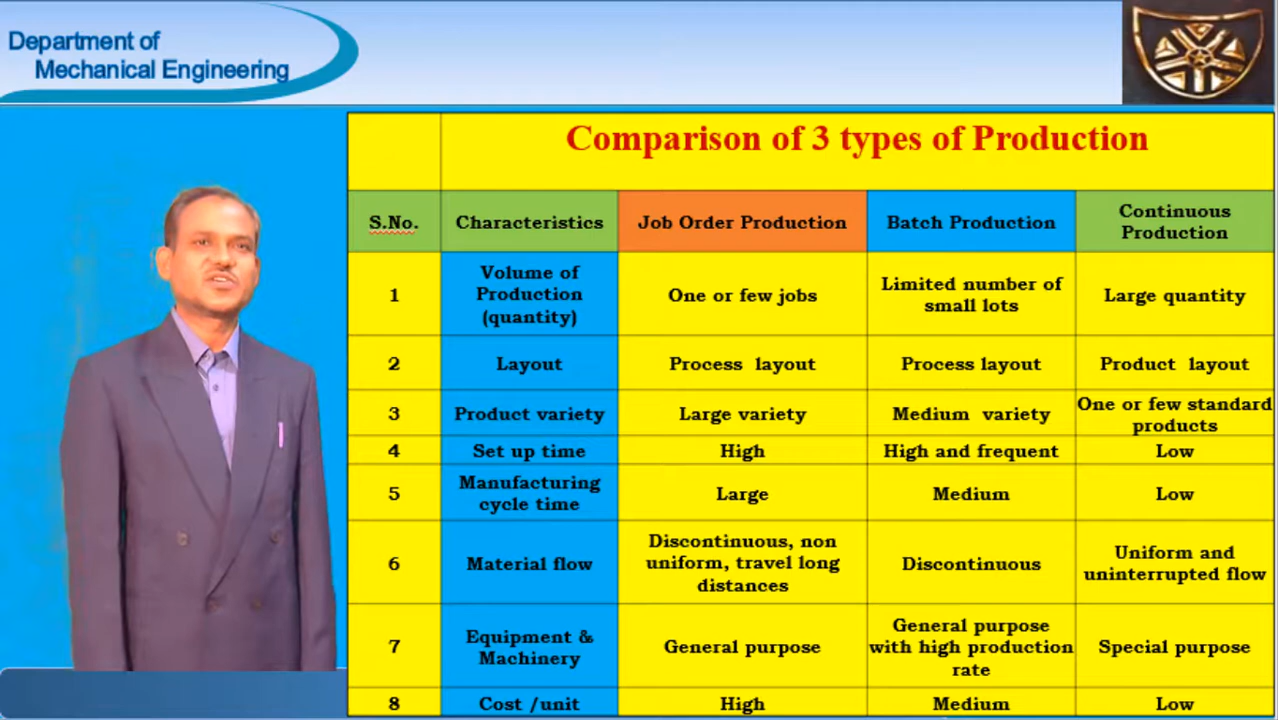 Department of
Mechanical Engineering
Comparison of 3 types of Production
S.No.
Characteristics
Job Order Production
Batch Production
Continuous
Production
1
Volume of
Production
(quantity)
One or few jobs
Limited number of
small lots
Large quantity
2
Layout
Process layout
Process layout
Product layout
3
Product variety
Large variety
Medium variety
One or few standard
products
4
Set up time
High
High and frequent
Low
5
Manufacturing
cycle time
Large
Medium
Low
6
Material flow
Discontinuous, non
uniform, travel long
distances
Discontinuous
Uniform and
uninterrupted flow
7
Equipment &
Machinery
General purpose
General purpose
with high production
rate
Special purpose
8
Cost /unit
High
Medium
Low